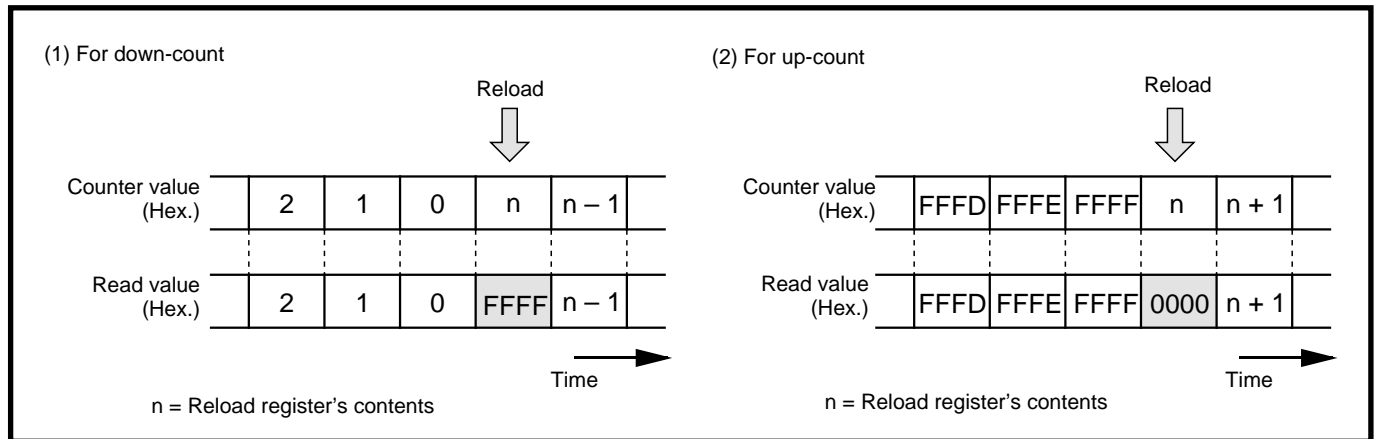 (1) For down-count
Reload
Counter value
(Hex.)
2 1 0 n n – 1
Read value
(Hex.)
2 1 0 FFFF n – 1
Time
n = Reload register's contents
(2) For up-count
Reload
Counter value
(Hex.)
FFFD FFFE FFFF n n + 1
Read value
(Hex.)
FFFD FFFE FFFF 0000 n + 1
Time
n = Reload register's contents